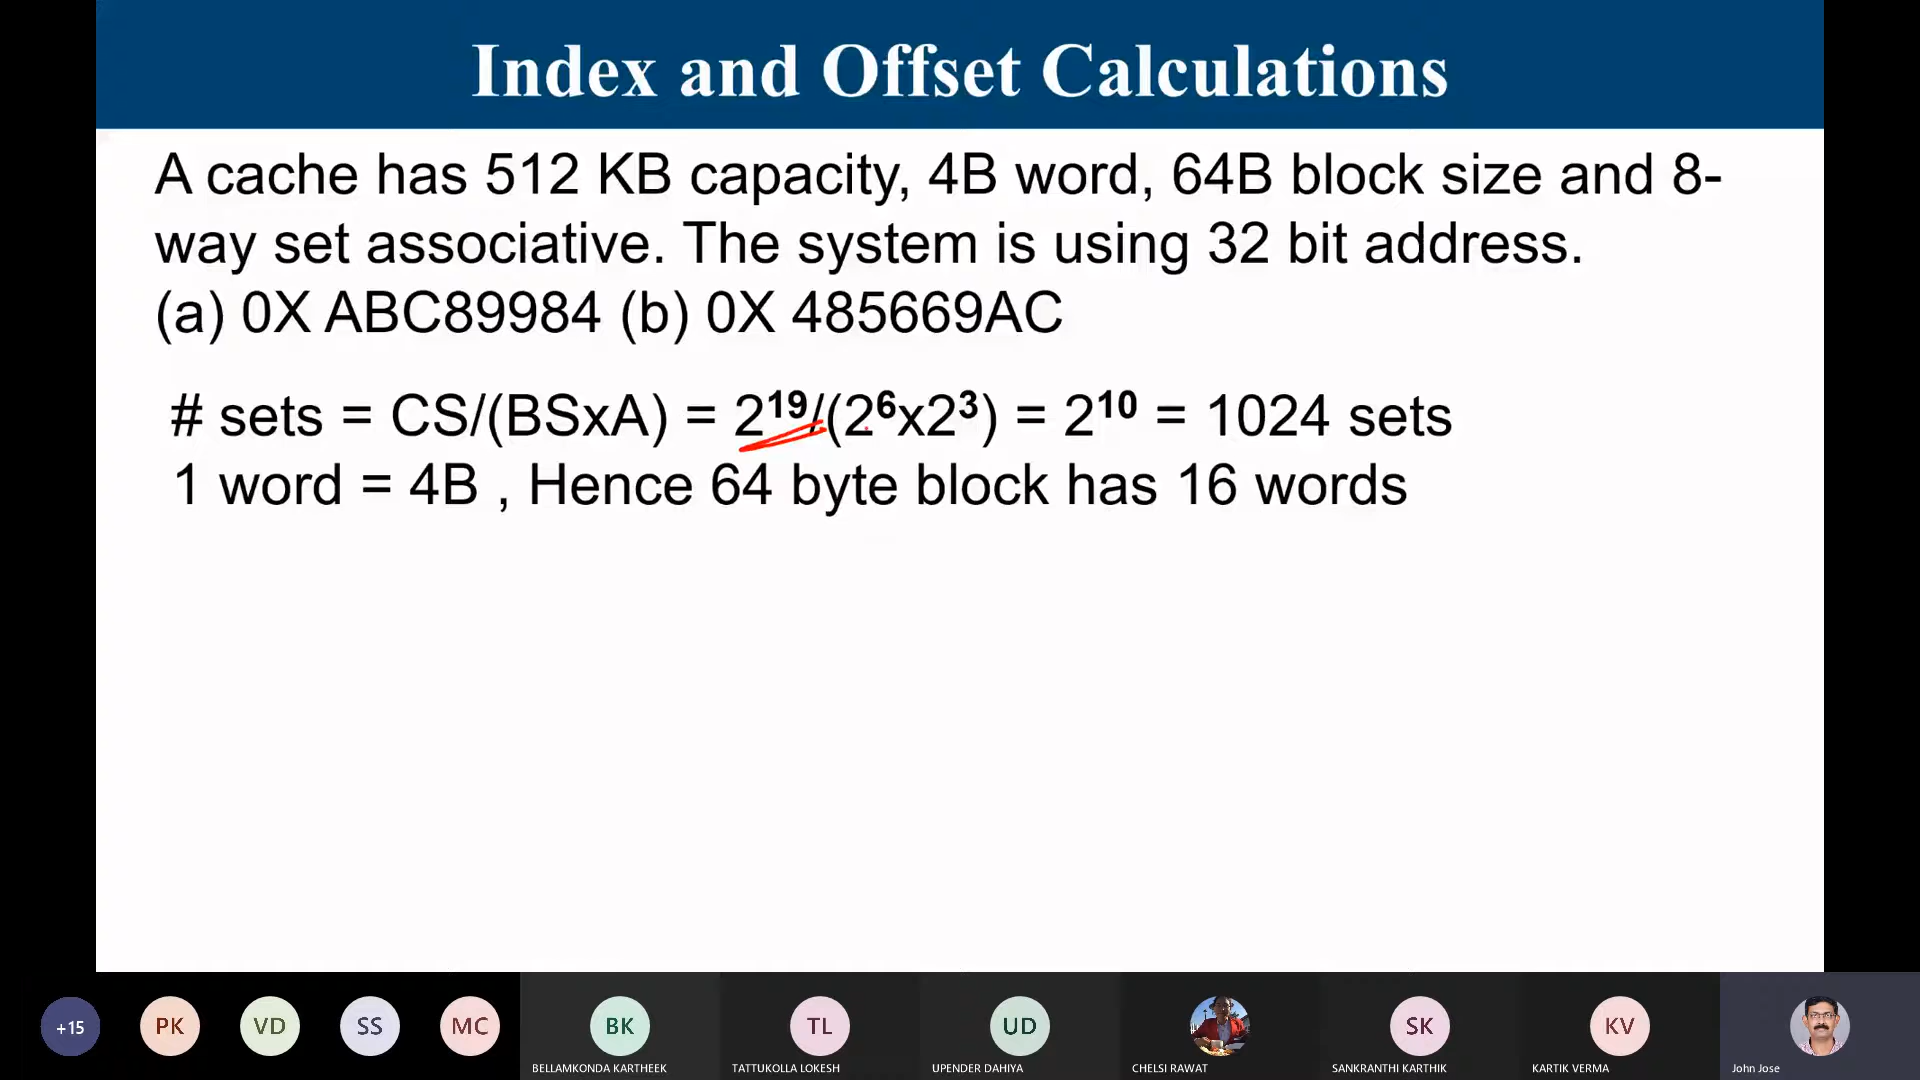 Index and Offset Calculations
A cache has 512 KB capacity, 4B word, 64B block size and 8-
way set associative. The system is using 32 bit address.
(a) 0X ABC89984 (b) 0X 485669AC
# sets = CS/(BSxA) = 2¹⁹/(2⁶x2³) = 2¹⁰ = 1024 sets
1 word = 4B , Hence 64 byte block has 16 words
+15
PK
VD
SS
MC
BK
TL
UD
SK
KV
BELLAMKONDA KARTHEEK
TATTUKOLLA LOKESH
UPENDER DAHIYA
CHELSI RAWAT
SANKRANTHI KARTHIK
KARTIK VERMA
John Jose